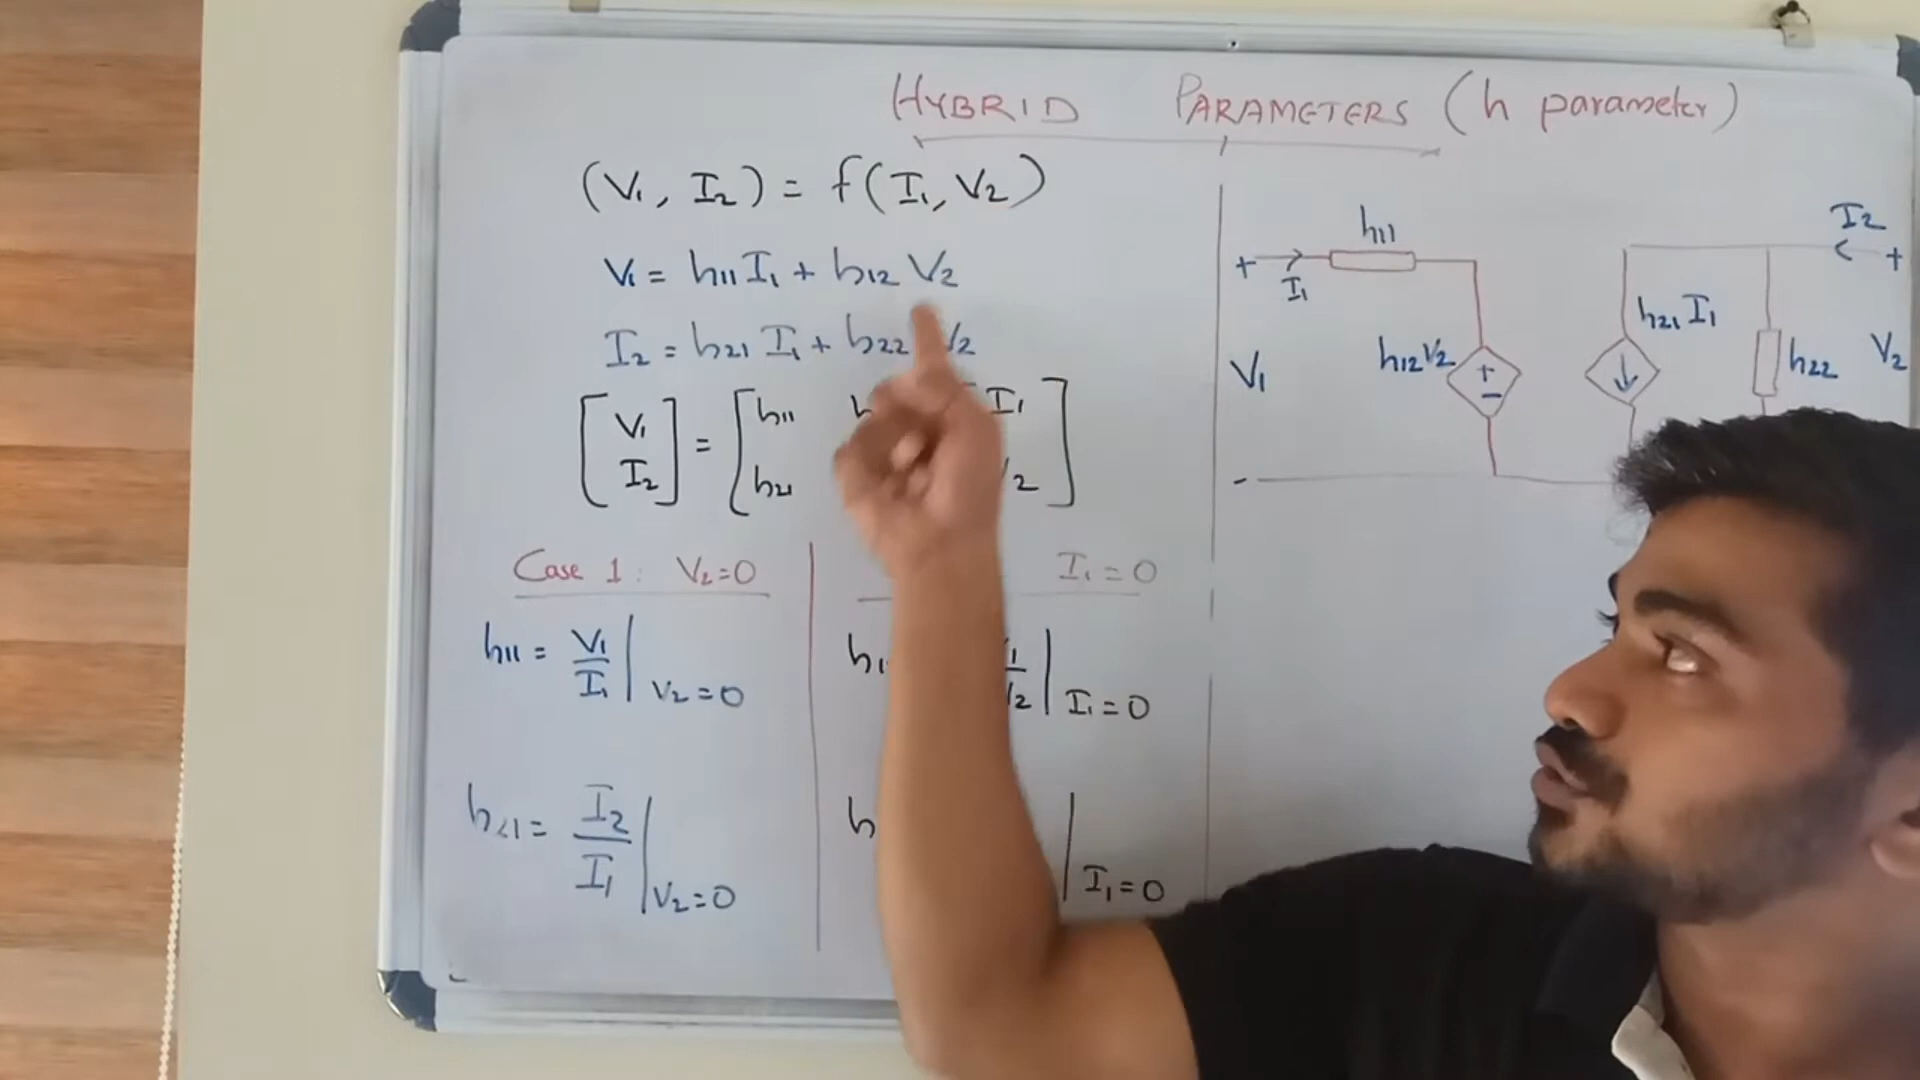 HYBRID PARAMETERS (h parameter)
(V1, I2) = f(I1, V2)
V1 = h11 I1 + h12 V2
I2 = h21 I1 + h22 V2
[V1 I2] = [h11 h21 I1 2]
Case 1: V2=0
I1=0
h11 = V1/I1 | V2=0
I1=0
h21 = I2/I1 | V2=0
I1=0
h11
I1
V1
h12V2
+
-
h21 I1
h22
I2
V2
+
+
-